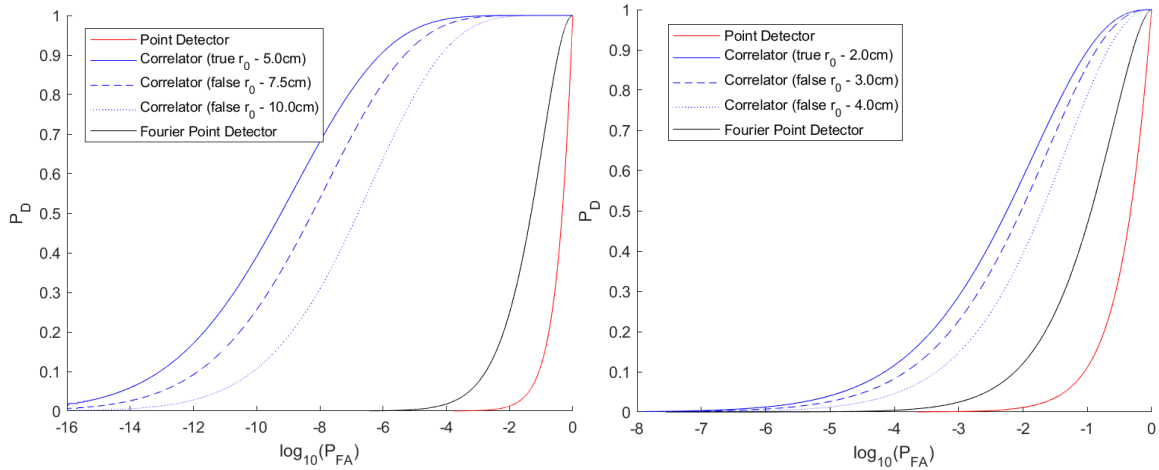 1
0.9
0.8
0.7
0.6
0.5
0.4
0.3
0.2
0.1
0
P_D
Point Detector
Correlator (true r_0 - 5.0cm)
Correlator (false r_0 - 7.5cm)
Correlator (false r_0 - 10.0cm)
Fourier Point Detector
-16 -14 -12 -10 -8 -6 -4 -2 0
log_10(P_FA)
1
0.9
0.8
0.7
0.6
0.5
0.4
0.3
0.2
0.1
0
P_D
Point Detector
Correlator (true r_0 - 2.0cm)
Correlator (false r_0 - 3.0cm)
Correlator (false r_0 - 4.0cm)
Fourier Point Detector
-8 -7 -6 -5 -4 -3 -2 -1 0
log_10(P_FA)